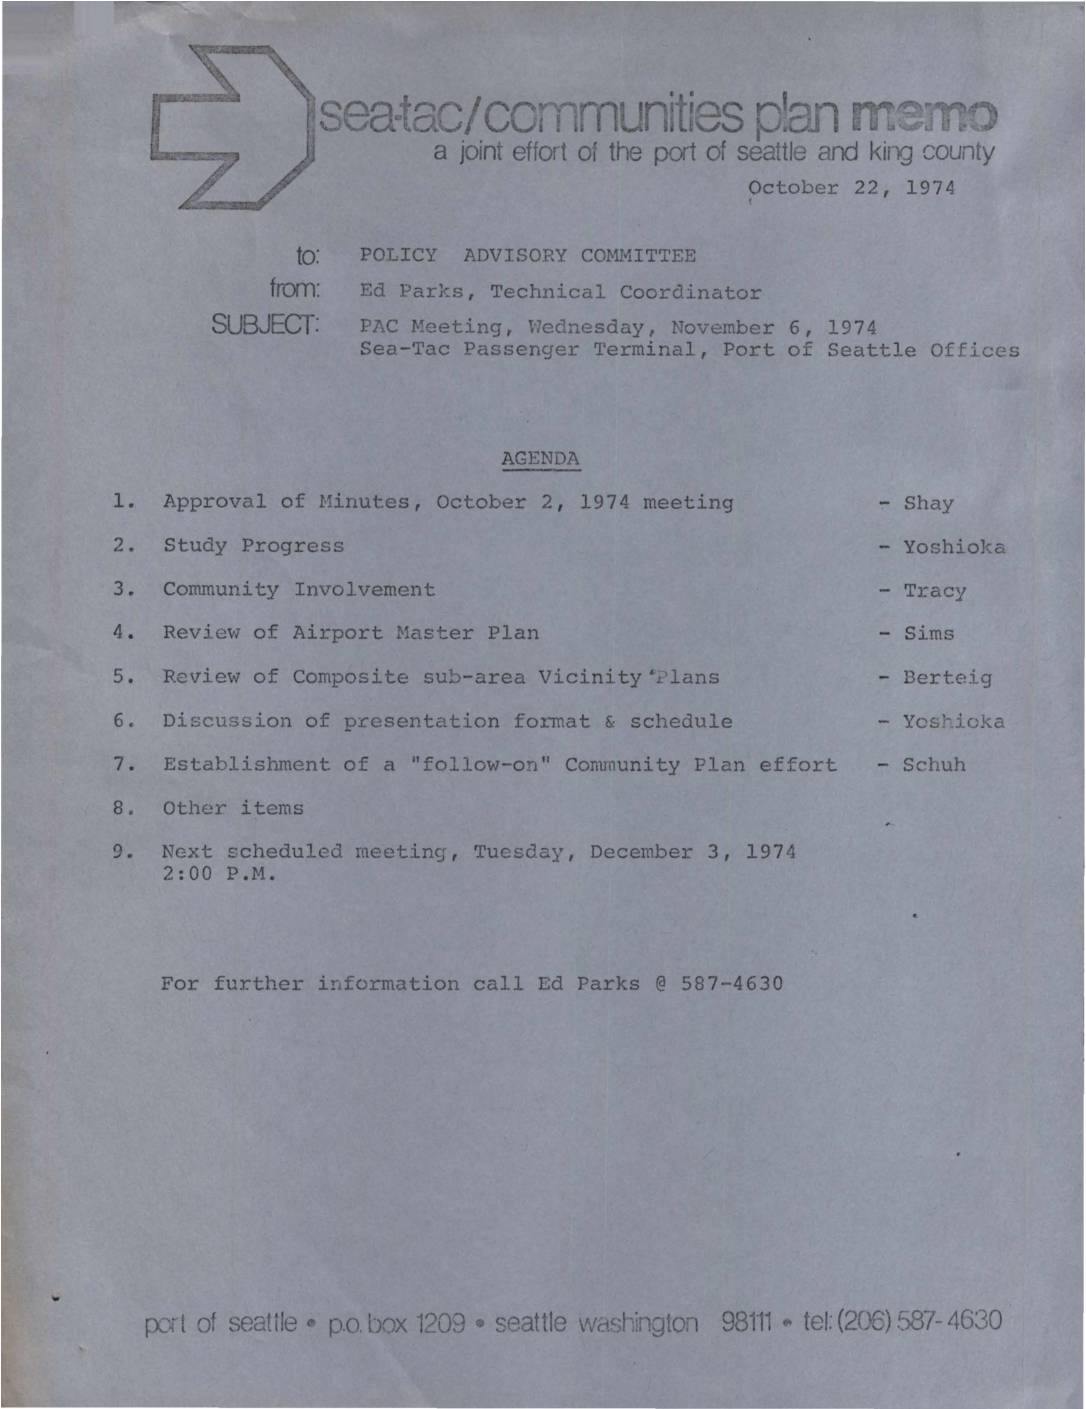 sea-tac/communities plan memo
a joint effort of the port of seattle and king county
October 22, 1974
to: POLICY ADVISORY COMMITTEE
from: Ed Parks, Technical Coordinator
SUBJECT: PAC Meeting, Wednesday, November 6, 1974
Sea-Tac Passenger Terminal, Port of Seattle Offices
AGENDA
1. Approval of Minutes, October 2, 1974 meeting - Shay
2. Study Progress - Yoshioka
3. Community Involvement - Tracy
4. Review of Airport Master Plan - Sims
5. Review of Composite sub-area Vicinity Plans - Berteig
6. Discussion of presentation format & schedule - Yoshioka
7. Establishment of a "follow-on" Community Plan effort - Schuh
8. Other items
9. Next scheduled meeting, Tuesday, December 3, 1974
2:00 P.M.
For further information call Ed Parks @ 587-4630
port of seattle • p.o. box 1209 • seattle washington 98111 • tel: (206) 587-4630